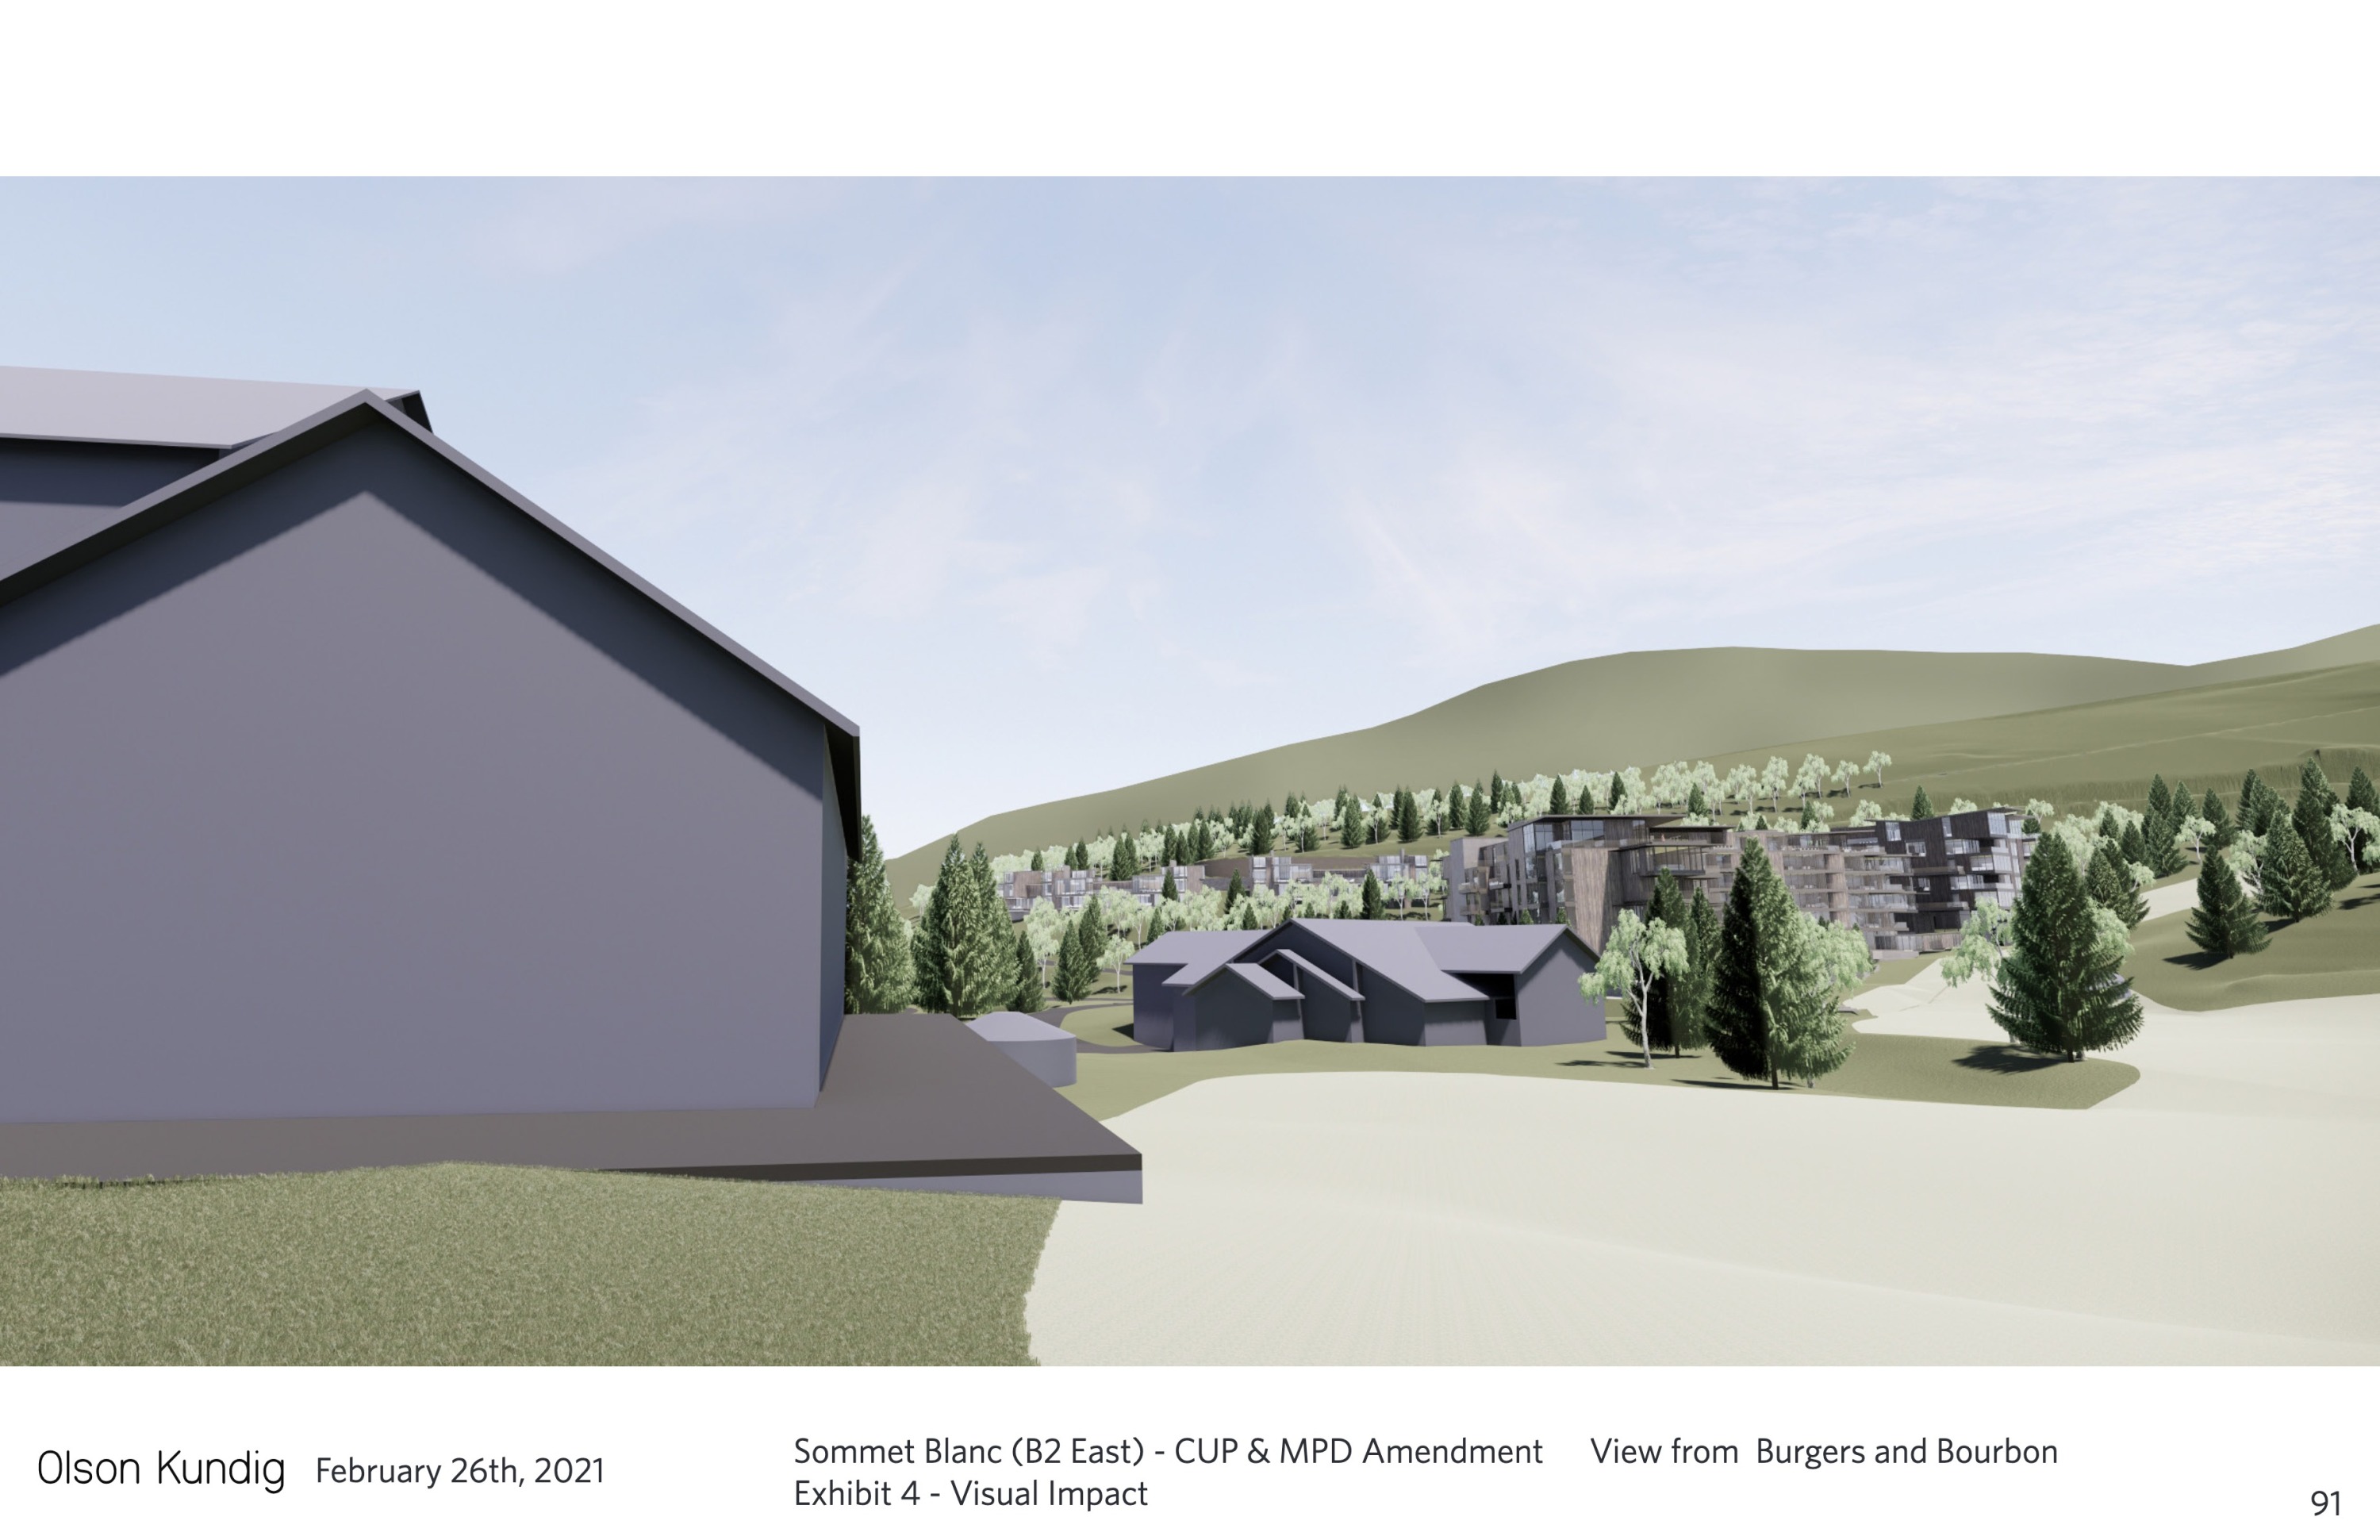 Olson Kundig February 26th, 2021
Sommet Blanc (B2 East) - CUP & MPD Amendment View from Burgers and Bourbon
Exhibit 4 - Visual Impact
91